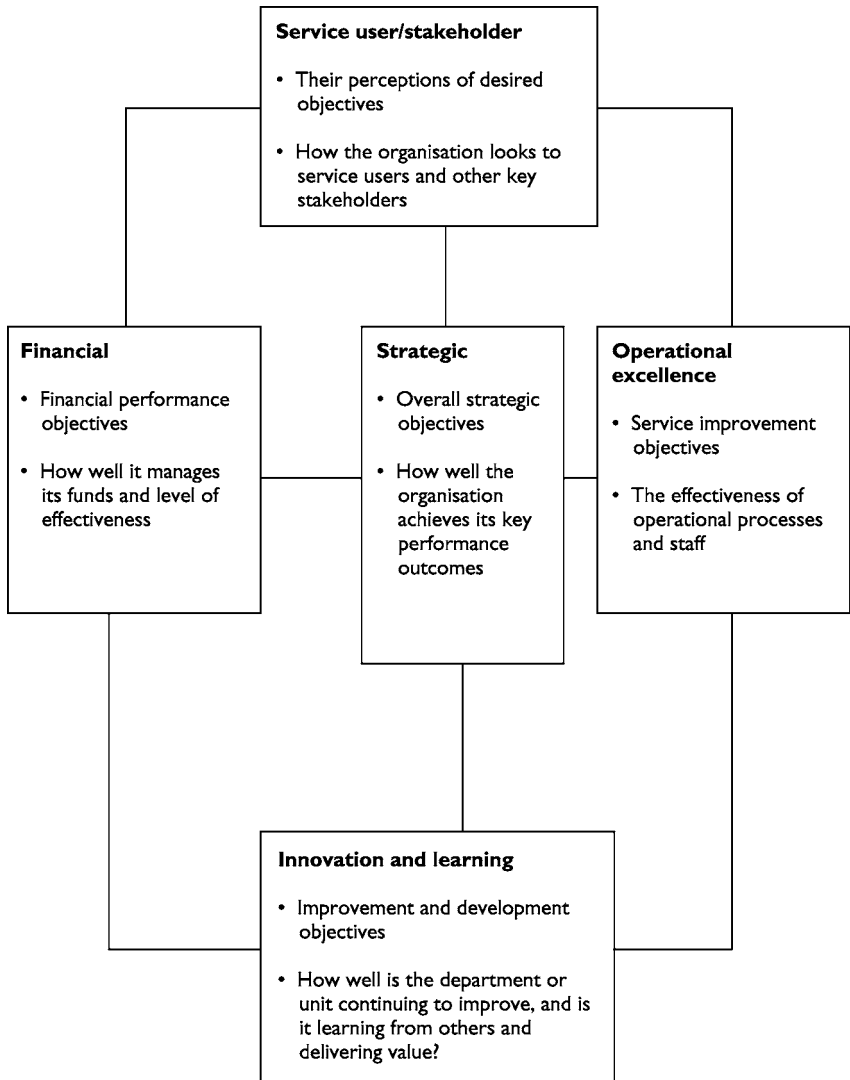 Service user/stakeholder
• Their perceptions of desired
objectives
• How the organisation looks to
service users and other key
stakeholders
Financial
• Financial performance
objectives
• How well it manages
its funds and level of
effectiveness
Strategic
• Overall strategic
objectives
• How well the
organisation
achieves its key
performance
outcomes
Operational
excellence
• Service improvement
objectives
• The effectiveness of
operational processes
and staff
Innovation and learning
• Improvement and development
objectives
• How well is the department or
unit continuing to improve, and is
it learning from others and
delivering value?